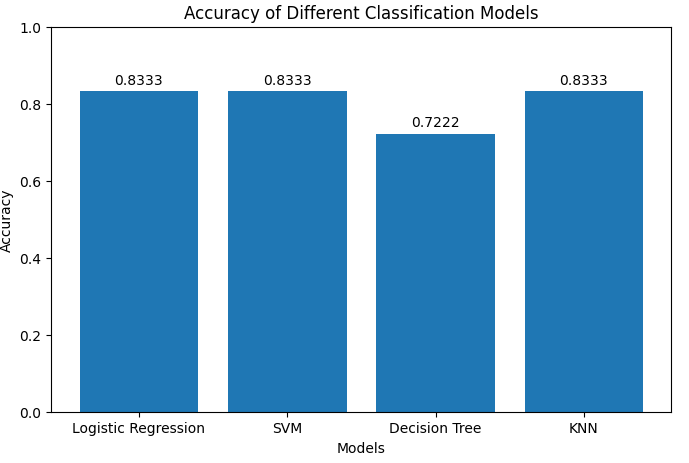 Accuracy of Different Classification Models
1.0
0.8
0.6
0.4
0.2
0.0
Accuracy
0.8333
0.8333
0.7222
0.8333
Logistic Regression
SVM
Decision Tree
KNN
Models